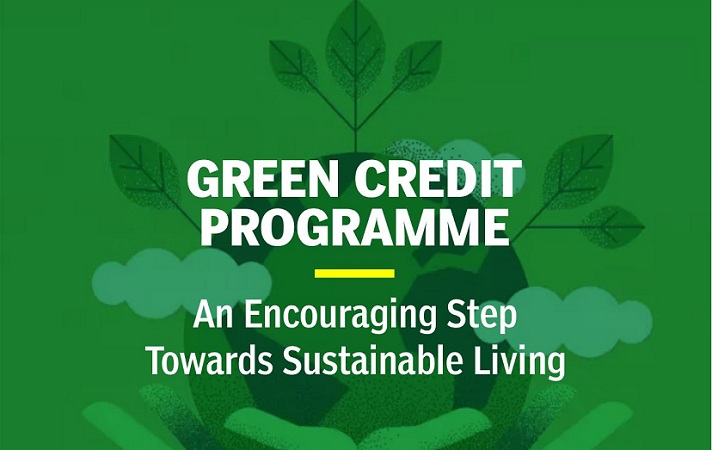 GREEN CREDIT
PROGRAMME
An Encouraging Step
Towards Sustainable Living